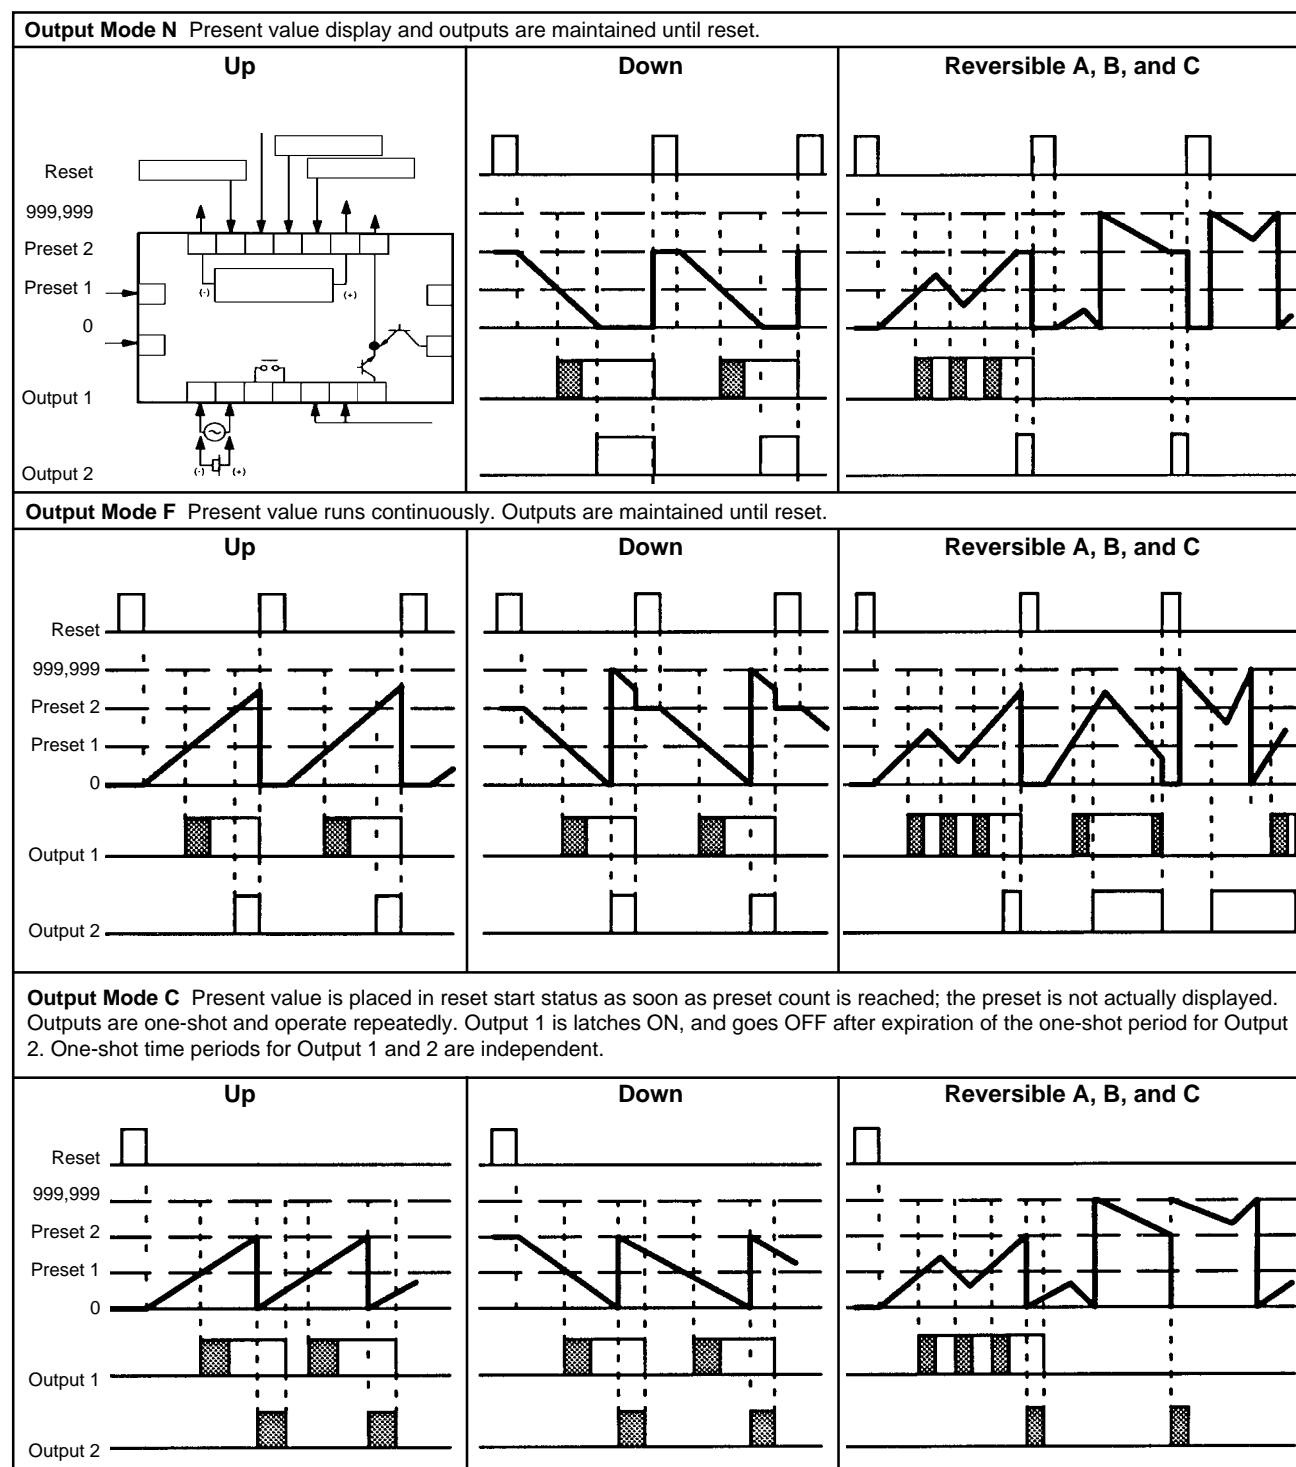 Output Mode N Present value display and outputs are maintained until reset.
Up
Down
Reversible A, B, and C
Reset
999,999
Preset 2
Preset 1
0
Output 1
Output 2
(-)
(+)
(-)
(+)
Output Mode F Present value runs continuously. Outputs are maintained until reset.
Up
Down
Reversible A, B, and C
Reset
999,999
Preset 2
Preset 1
0
Output 1
Output 2
Output Mode C Present value is placed in reset start status as soon as preset count is reached; the preset is not actually displayed.
Outputs are one-shot and operate repeatedly. Output 1 is latches ON, and goes OFF after expiration of the one-shot period for Output
2. One-shot time periods for Output 1 and 2 are independent.
Up
Down
Reversible A, B, and C
Reset
999,999
Preset 2
Preset 1
0
Output 1
Output 2